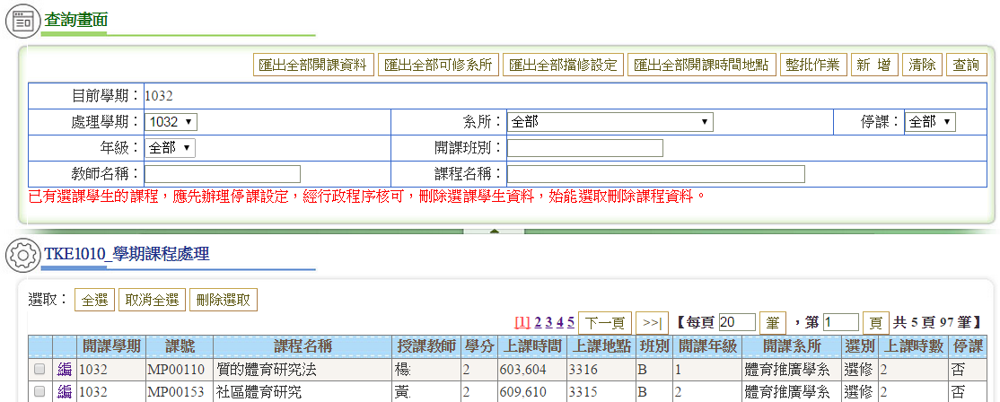 查詢畫面
匯出全部開課資料 匯出全部可修系所 匯出全部擋修設定 匯出全部開課時間地點 整批作業 新 增 清除 查詢
目前學期：1032
處理學期：1032 系所：全部 停課：全部
年級：全部 開課班別：
教師名稱： 課程名稱：
已有選課學生的課程，應先辦理停課設定，經行政程序核可，刪除選課學生資料，始能選取刪除課程資料。
TKE1010_學期課程處理
選取： 全選 取消全選 刪除選取
[1] 2 3 4 5 下一頁 >>| 【每頁 20 筆 ，第 1 頁 共 5 頁 97 筆】
開課學期 課號 課程名稱 授課教師 學分 上課時間 上課地點 班別 開課年級 開課系所 選別 上課時數 停課
編 1032 MP00110 質的體育研究法 楊 2 603,604 3316 B 1 體育推廣學系 選修 2 否
編 1032 MP00153 社區體育研究 黃 2 609,610 3315 B 2 體育推廣學系 選修 2 否